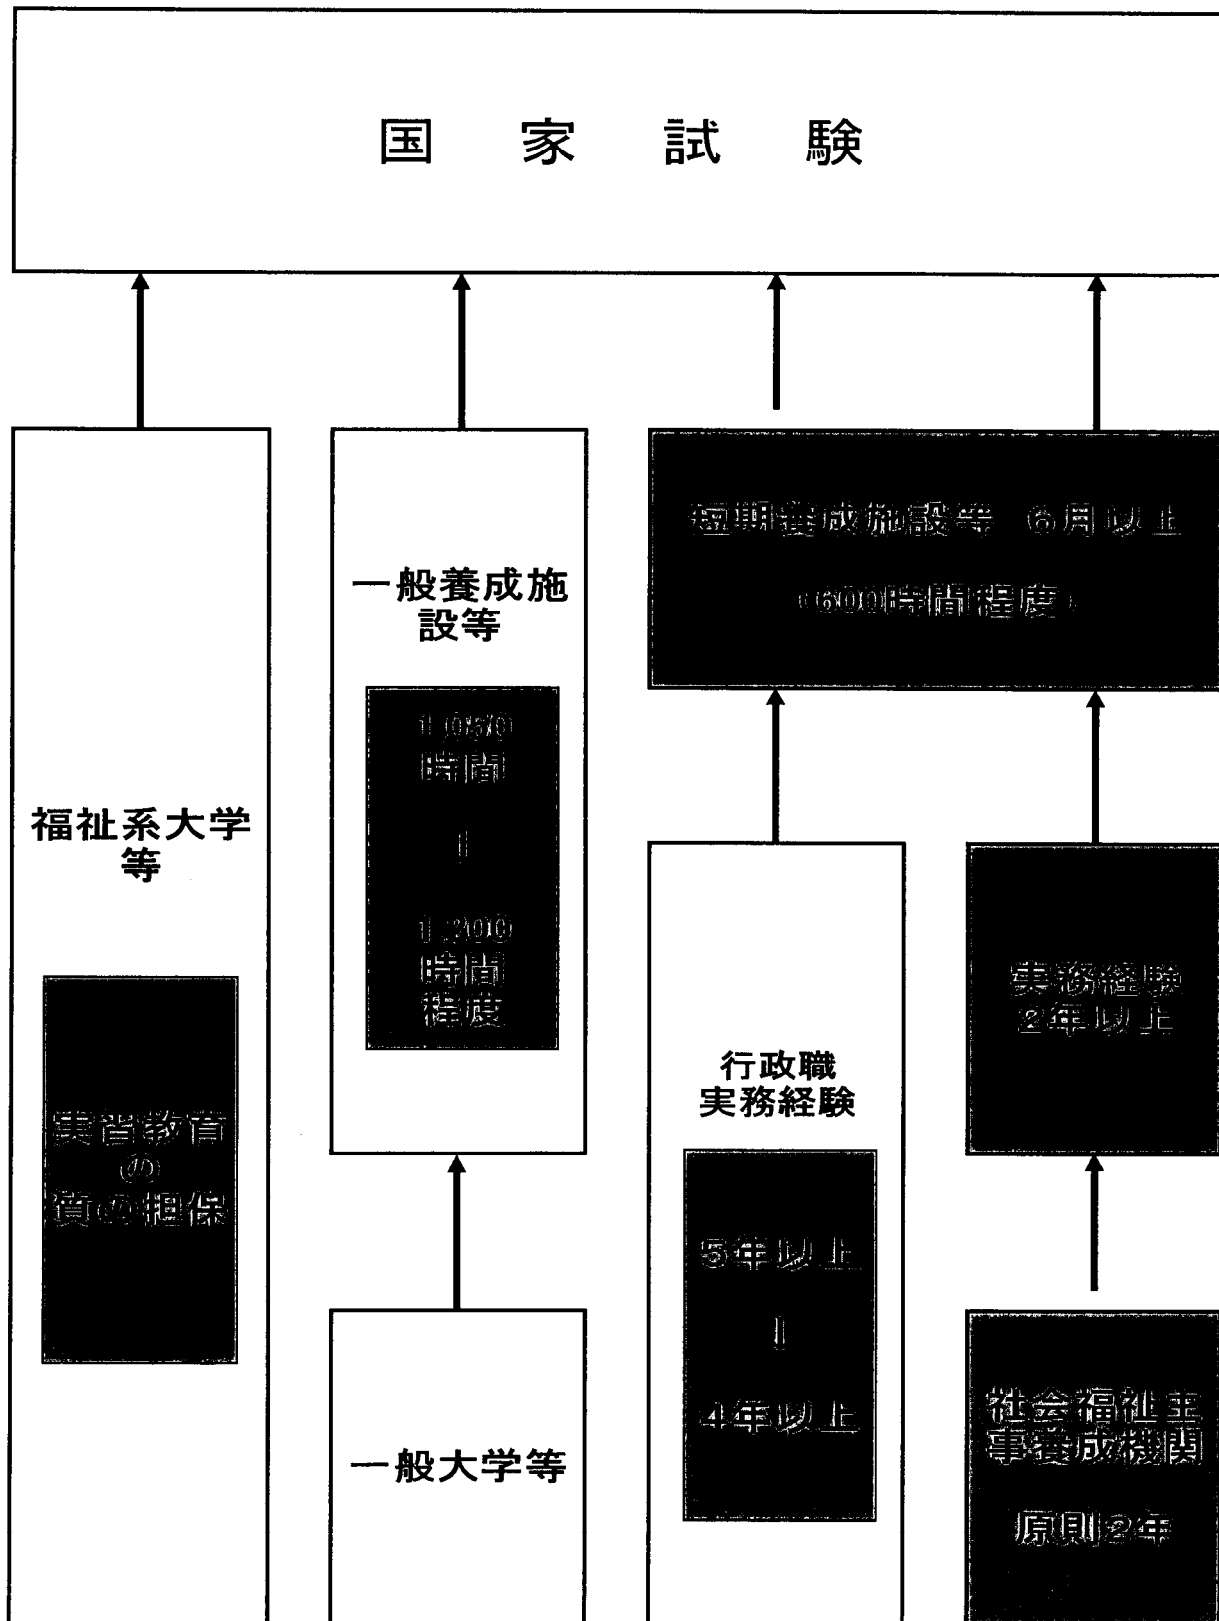 国家試験
福祉系大学
等
実習教育
の
質の担保
一般養成施
設等
1,050
時間
↓
1,200
時間
程度
一般大学等
短期養成施設等 6月以上
(600時間程度)
行政職
実務経験
5年以上
↓
4年以上
実務経験
2年以上
社会福祉主
事養成機関
原則2年